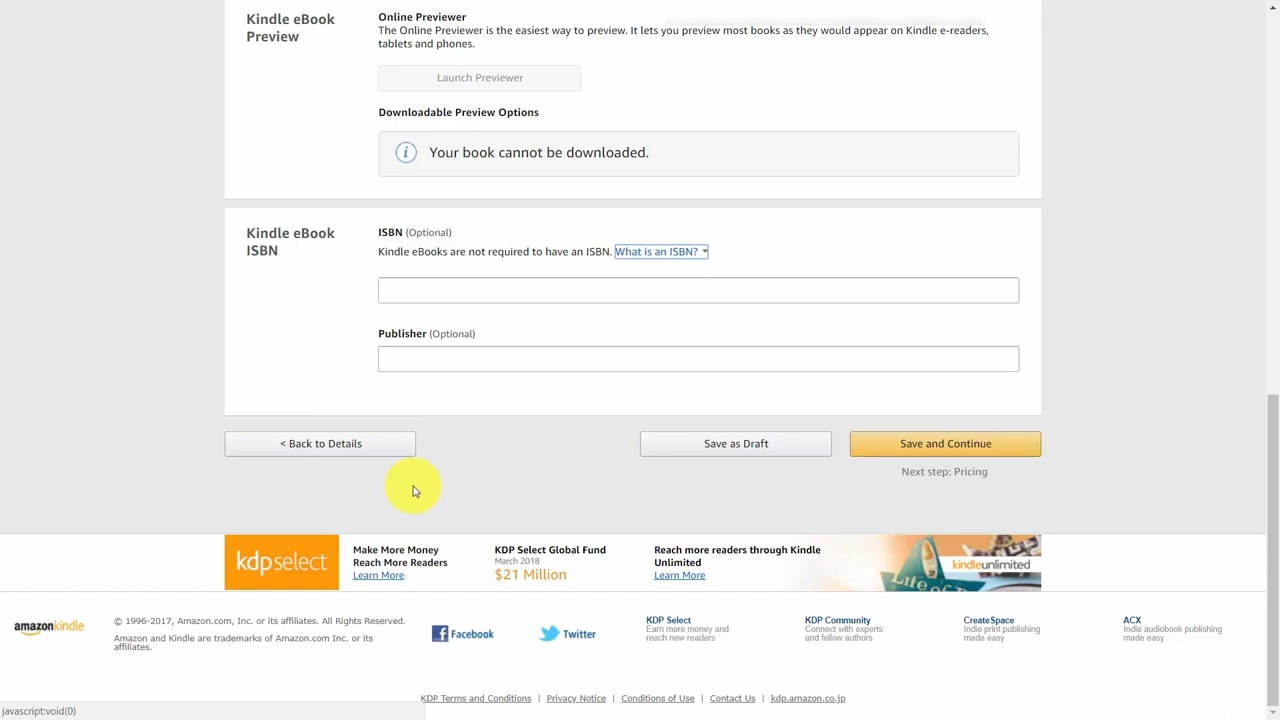 Kindle eBook
Preview
Online Previewer
The Online Previewer is the easiest way to preview. It lets you preview most books as they would appear on Kindle e-readers,
tablets and phones.
Launch Previewer
Downloadable Preview Options
Your book cannot be downloaded.
Kindle eBook
ISBN
ISBN (Optional)
Kindle eBooks are not required to have an ISBN. What is an ISBN?
Publisher (Optional)
< Back to Details
Save as Draft
Save and Continue
Next step: Pricing
kdpselect
Make More Money
Reach More Readers
Learn More
KDP Select Global Fund
March 2018
$21 Million
Reach more readers through Kindle
Unlimited
Learn More
kindleunlimited
amazonkindle
© 1996-2017, Amazon.com, Inc. or its affiliates. All Rights Reserved.
Amazon and Kindle are trademarks of Amazon.com Inc. or its
affiliates.
Facebook
Twitter
KDP Select
Earn more money and
reach new readers
KDP Community
Connect with experts
and fellow authors
CreateSpace
Indie print publishing
made easy
ACX
Indie audiobook publishing
made easy
KDP Terms and Conditions | Privacy Notice | Conditions of Use | Contact Us | kdp.amazon.co.jp
javascript:void(0)